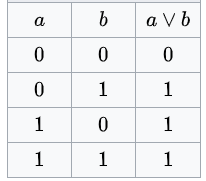 a b a ∨ b
0 0 0
0 1 1
1 0 1
1 1 1